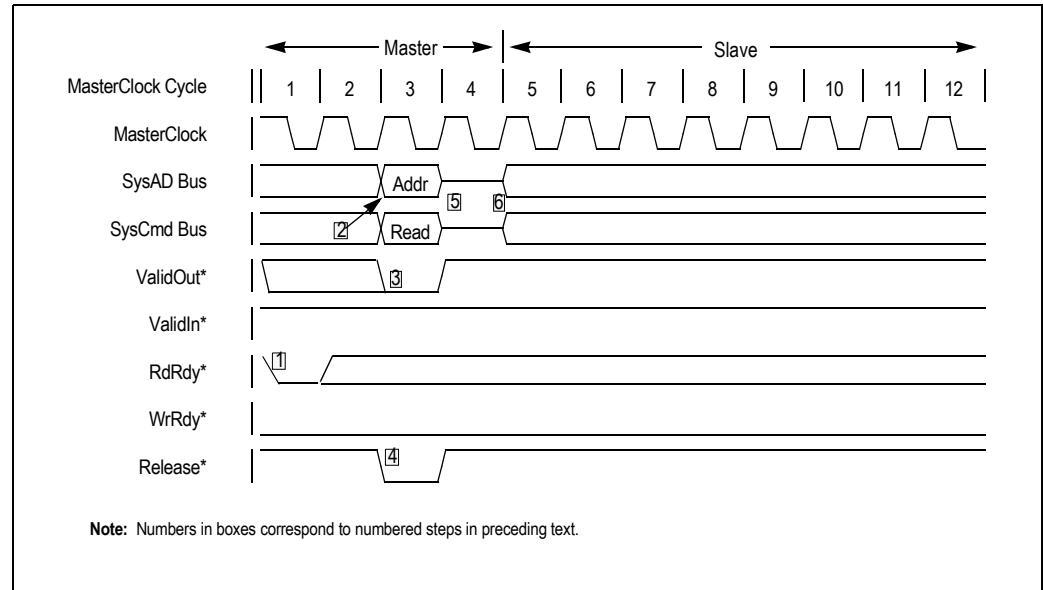 Master Slave
MasterClock Cycle 1 2 3 4 5 6 7 8 9 10 11 12
MasterClock
SysAD Bus Addr
5 6
SysCmd Bus 2 Read
ValidOut* 3
ValidIn*
RdRdy* 1
WrRdy*
Release* 4
Note: Numbers in boxes correspond to numbered steps in preceding text.